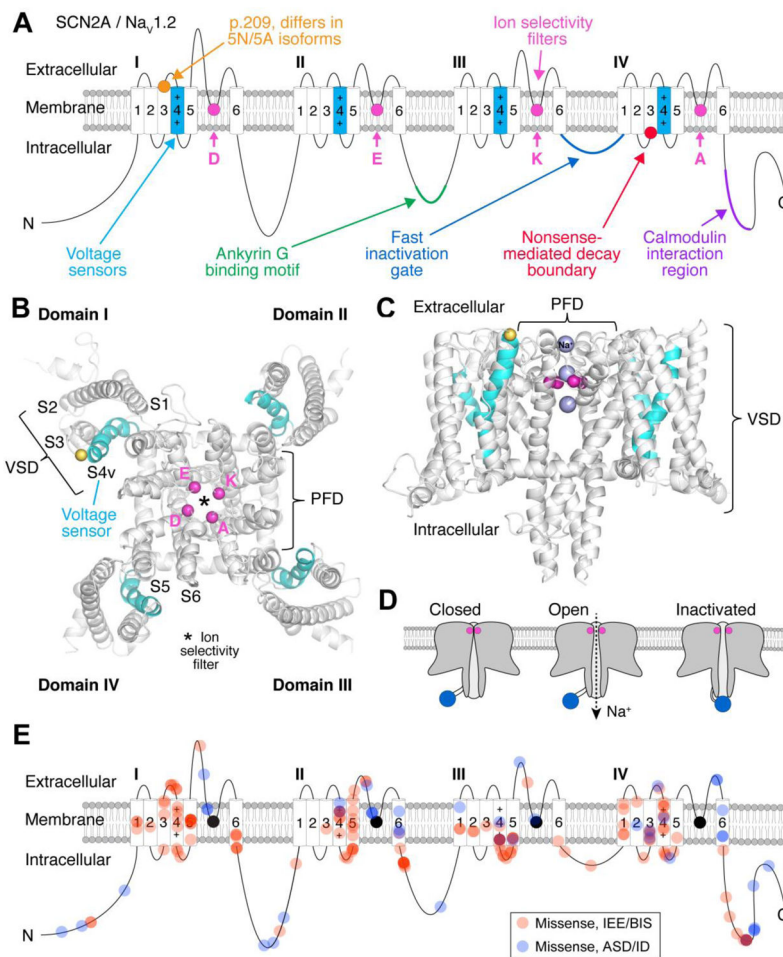 A
SCN2A / NaV1.2
p.209, differs in
5N/5A isoforms
Ion selectivity
filters
I
II
III
IV
Extracellular
Membrane
Intracellular
1 2 3 4 5 6
+ +
1 2 3 4 5 6
+ +
1 2 3 4 5 6
+ +
1 2 3 4 5 6
+ +
D
E
K
A
N
C
Voltage
sensors
Ankyrin G
binding motif
Fast
inactivation
gate
Nonsense-
mediated decay
boundary
Calmodulin
interaction
region
B
Domain I
Domain II
S2
S1
S3
VSD
S4v
Voltage
sensor
E
K
*
D
A
PFD
S5
S6
* Ion
selectivity
filter
Domain IV
Domain III
C
Extracellular
PFD
Na+
VSD
Intracellular
D
Closed
Open
Inactivated
Na+
E
I
II
III
IV
Extracellular
Membrane
Intracellular
1 2 3 4 5 6
+ +
1 2 3 4 5 6
+ +
1 2 3 4 5 6
+ +
1 2 3 4 5 6
+ +
N
C
Missense, IEE/BIS
Missense, ASD/ID